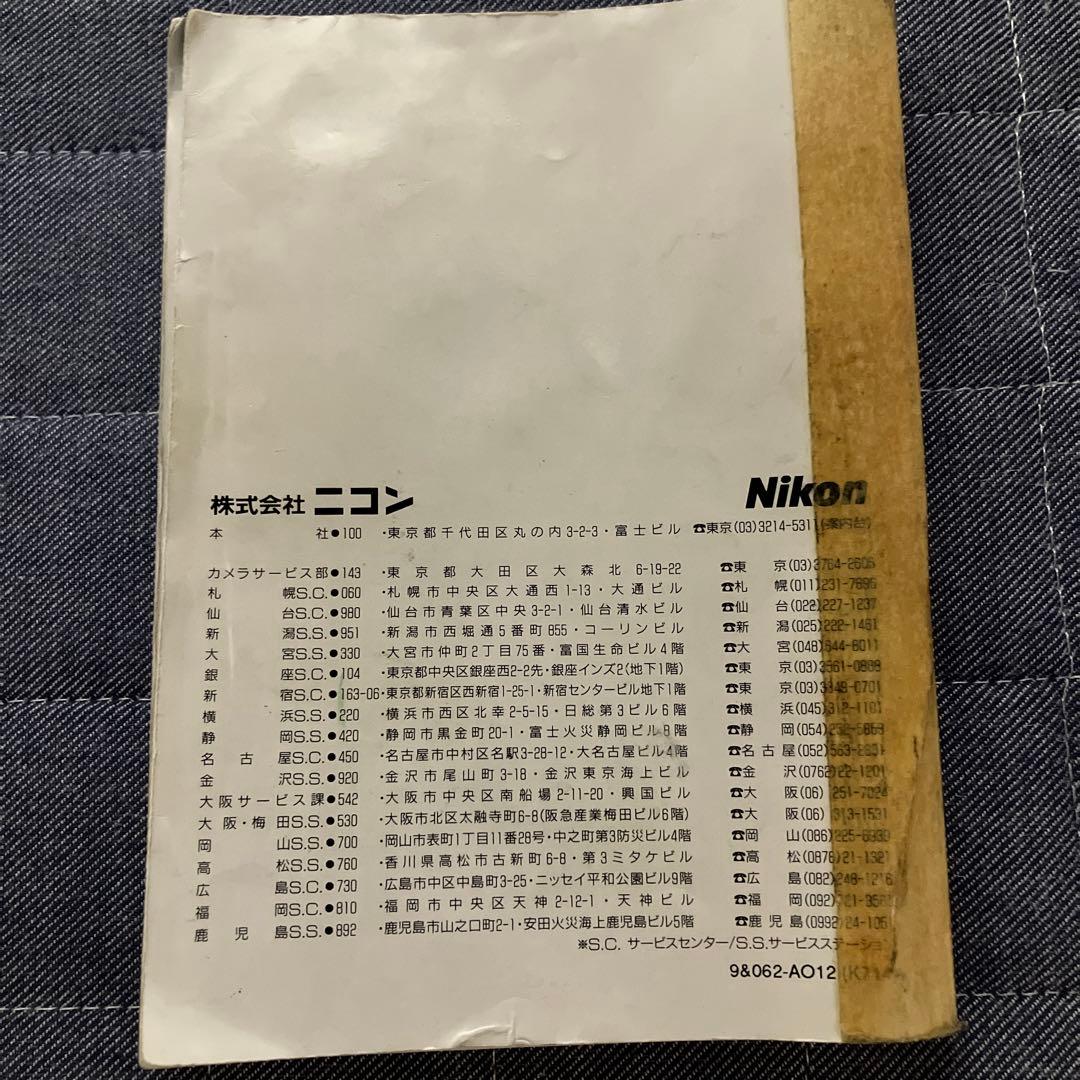 株式会社 ニコン Nikon
本 社●100 ・東京都千代田区丸の内3-2-3・富士ビル ☎東京(03)3214-5311(案内台)
カメラサービス部●143 ・東京都大田区大森北 6-19-22 ☎東 京(03)3764-2605
札 幌S.C.●060 ・札幌市中央区大通西1-13・大通ビル ☎札 幌(011)231-7896
仙 台S.C.●980 ・仙台市青葉区中央3-2-1・仙台清水ビル ☎仙 台(022)227-1237
新 潟S.S.●951 ・新潟市西堀通5番町855・コーリンビル ☎新 潟(025)222-1461
大 宮S.S.●330 ・大宮市仲町2丁目75番・富国生命ビル4階 ☎大 宮(048)644-8011
銀 座S.C.●104 ・東京都中央区銀座西2-2先・銀座インズ2(地下1階) ☎東 京(03)3561-0888
新 宿S.C.●163-06・東京都新宿区西新宿1-25-1・新宿センタービル地下1階 ☎東 京(03)3348-0701
横 浜S.S.●220 ・横浜市西区北幸2-5-15・日総第3ビル6階 ☎横 浜(045)312-1101
静 岡S.S.●420 ・静岡市黒金町20-1・富士火災静岡ビル8階 ☎静 岡(054)
名 古 屋S.C.●450 ・名古屋市中村区名駅3-28-12・大名古屋ビル4階 ☎名古屋(052)
金 沢S.S.●920 ・金沢市尾山町3-18・金沢東京海上ビル ☎金 沢(0762)22-1201
大阪サービス課●542 ・大阪市中央区南船場2-11-20・興国ビル ☎大 阪(06) 251-7024
大阪・梅田S.S.●530 ・大阪市北区太融寺町6-8(阪急産業梅田ビル6階) ☎大 阪(06) 313-1531
岡 山S.S.●700 ・岡山市表町1丁目11番28号・中之町第3防災ビル4階 ☎岡 山(086)
高 松S.S.●760 ・香川県高松市古新町6-8・第3ミタケビル ☎高 松(0878)21-1321
広 島S.C.●730 ・広島市中区中島町3-25・ニッセイ平和公園ビル9階 ☎広 島(082)248-1216
福 岡S.C.●810 ・福岡市中央区天神2-12-1・天神ビル ☎福 岡(092)
鹿 児 島S.S.●892 ・鹿児島市山之口町2-1・安田火災海上鹿児島ビル5階 ☎鹿児島(0992)
※S.C. サービスセンター/S.S.サービスステーション
9&062-AO12